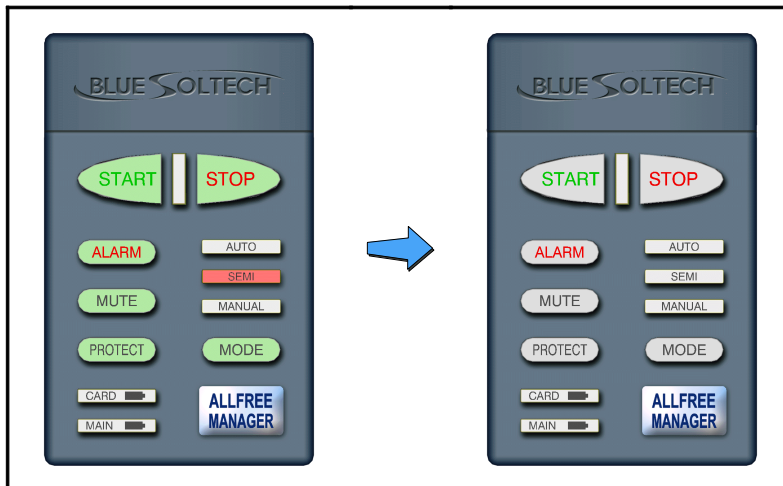 BLUE SOLTECH
START STOP
ALARM AUTO
SEMI
MUTE MANUAL
PROTECT MODE
CARD
MAIN
ALLFREE
MANAGER
BLUE SOLTECH
START STOP
ALARM AUTO
SEMI
MUTE MANUAL
PROTECT MODE
CARD
MAIN
ALLFREE
MANAGER